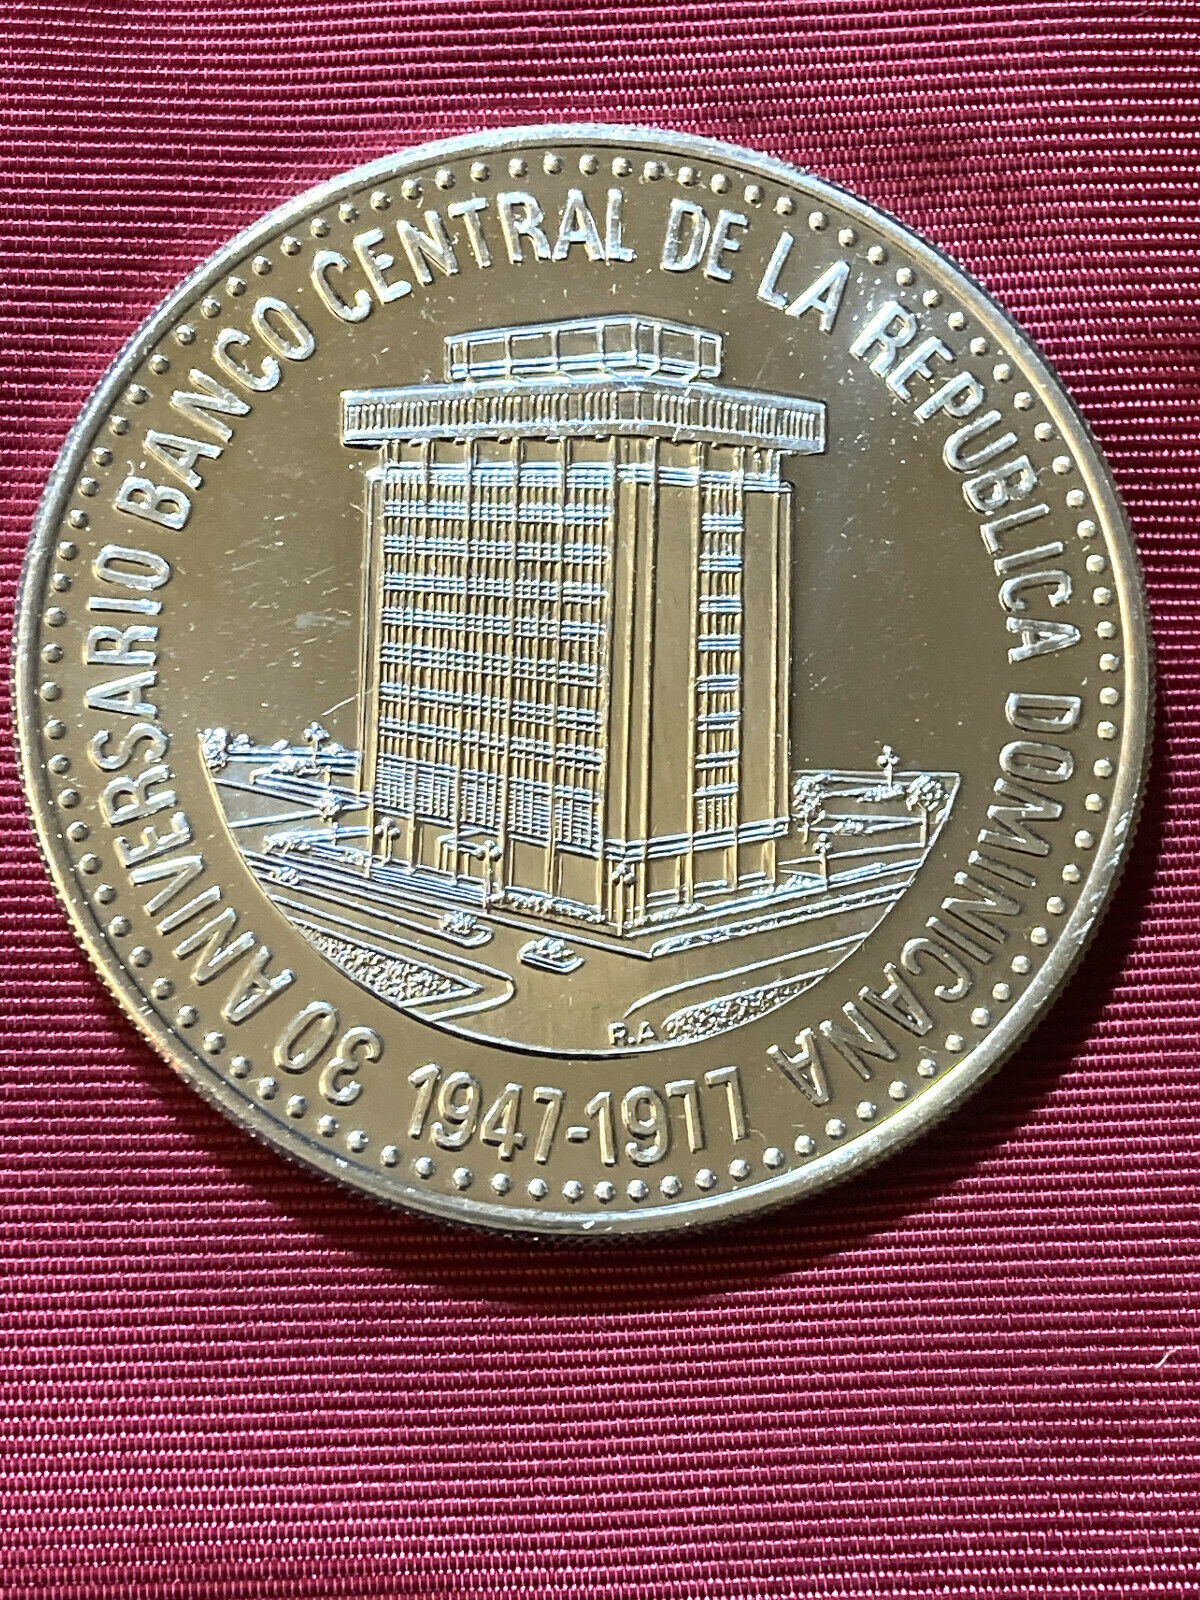 30 ANIVERSARIO BANCO CENTRAL DE LA REPUBLICA DOMINICANA
1947-1977
R.A